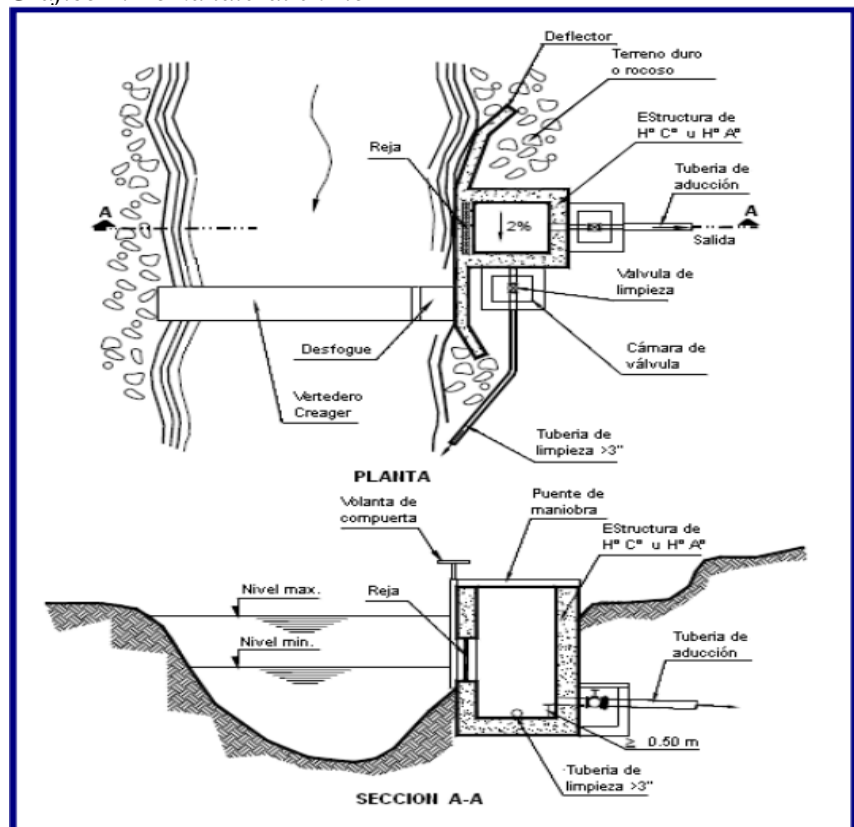 Deflector
Terreno duro
o rocoso
EStructura de
Hº Cº u Hº Aº
Reja
Tuberia de
aducción
A
A
2%
Salida
Valvula de
limpieza
Desfogue
Cámara de
válvula
Vertedero
Creager
Tuberia de
limpieza >3"
PLANTA
Volanta de
compuerta
Puente de
maniobra
EStructura de
Hº Cº u Hº Aº
Nivel max.
Reja
Nivel min.
Tuberia de
aducción
≥ 0.50 m
Tuberia de
limpieza >3"
SECCION A-A